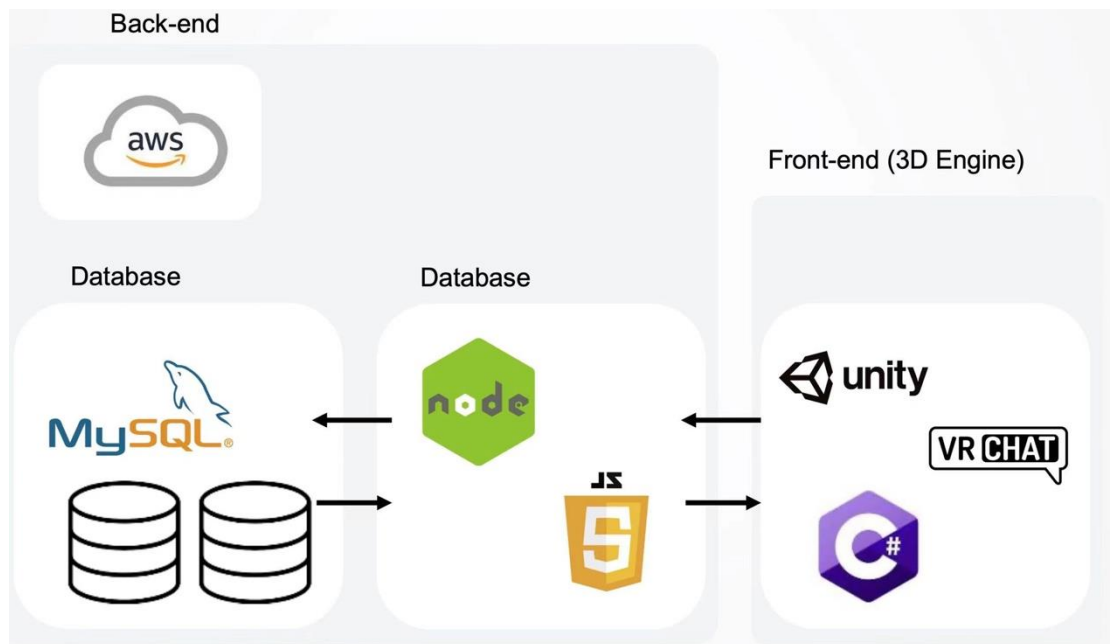 Back-end
aws
Front-end (3D Engine)
Database
Database
node
unity
MySQL®
VR CHAT
JS
5
C#